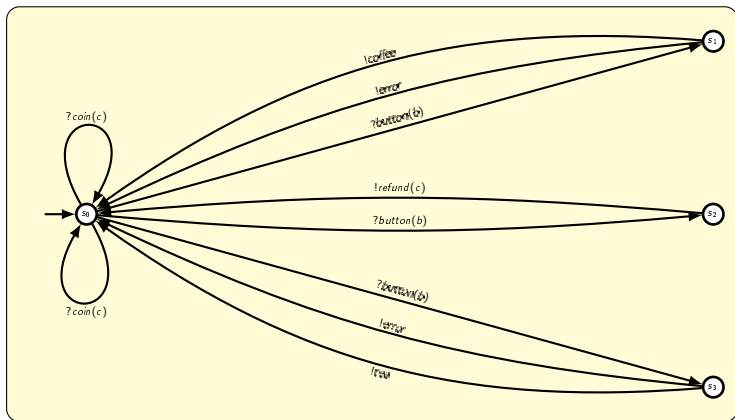 !coffee
s1
!error
?coin(c)
?button(b)
!refund(c)
s0
s2
?button(b)
?button(b)
?coin(c)
!error
!tea
s3